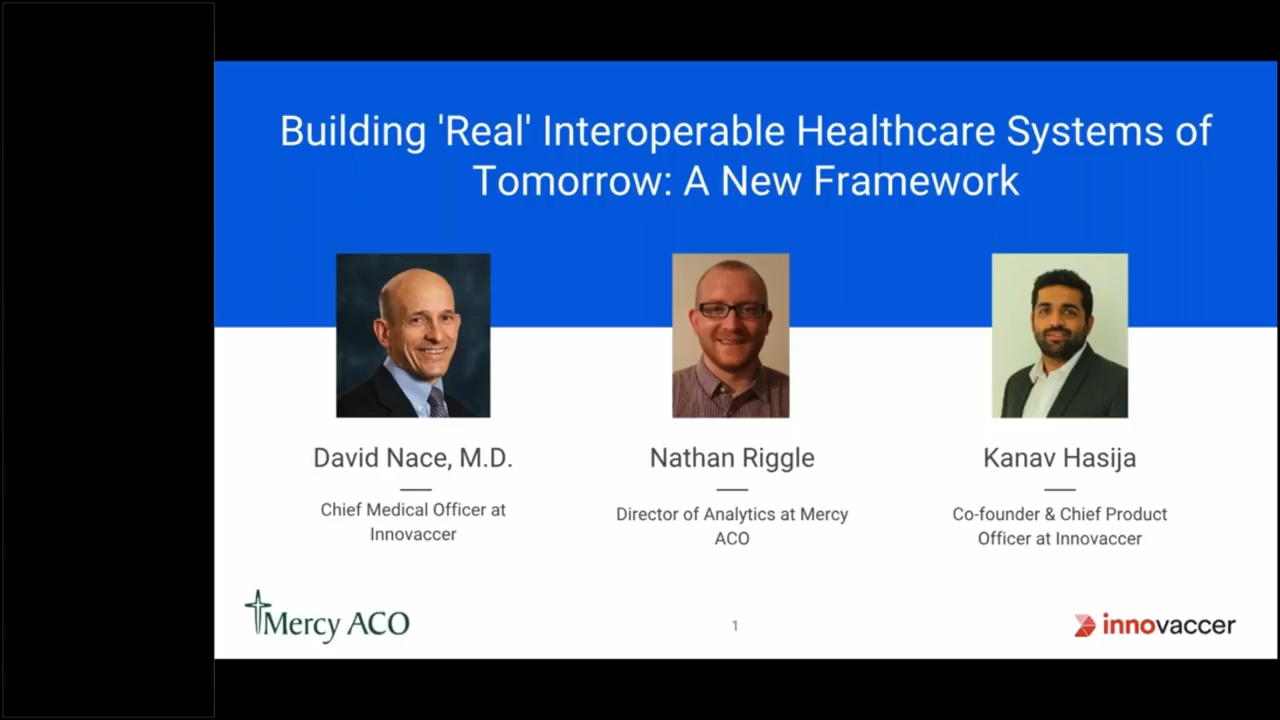 Building 'Real' Interoperable Healthcare Systems of
Tomorrow: A New Framework
David Nace, M.D.
Chief Medical Officer at
Innovaccer
Nathan Riggle
Director of Analytics at Mercy
ACO
Kanav Hasija
Co-founder & Chief Product
Officer at Innovaccer
Mercy ACO
1
innovaccer